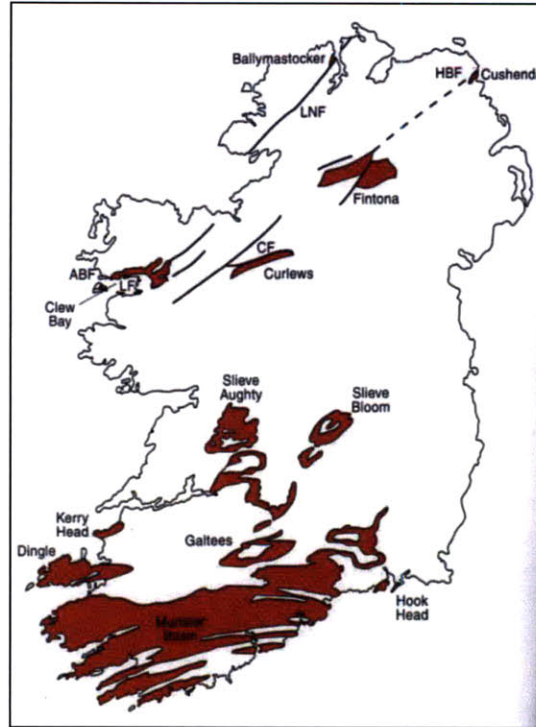 Ballymastocker
HBF
Cushend
LNF
Fintona
CF
ABF
LF
Curlews
Clew
Bay
Slieve
Aughty
Slieve
Bloom
Kerry
Head
Galtees
Dingle
Hook
Head
Munster
Basin